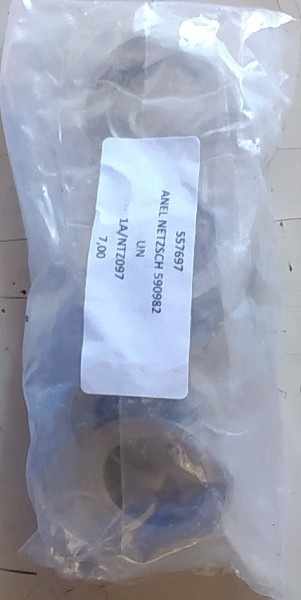 557697
ANEL NETZSCH 590982
UN
1A/NTZ097
7,00